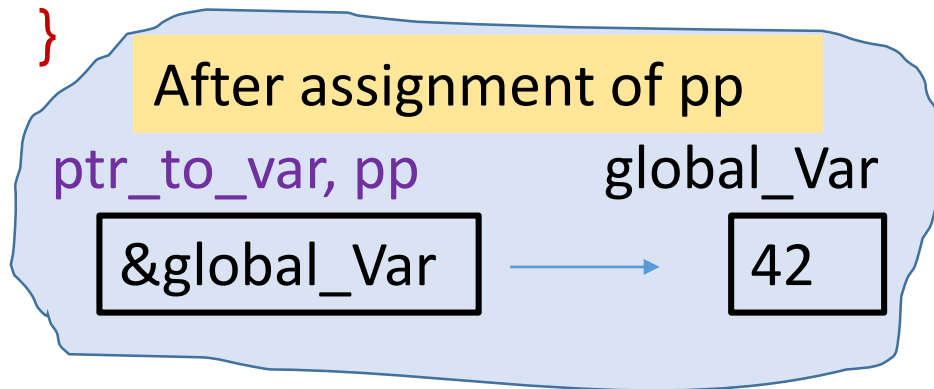 }
After assignment of pp
ptr_to_var, pp global_Var
&global_Var 42